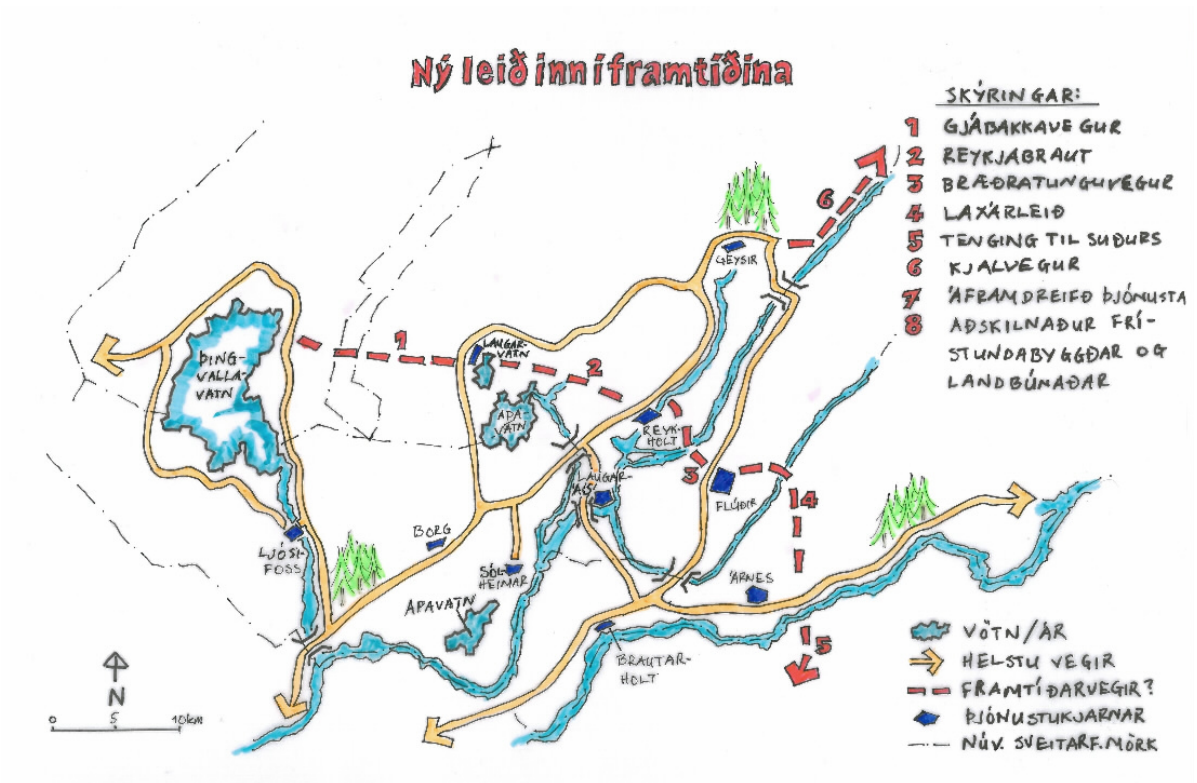 Ný leið inn í framtíðina
SKÝRINGAR:
1 GJÁBAKKAVEGUR
2 REYKJABRAUT
3 BRÆÐRATUNGUVEGUR
4 LAXÁRLEIÐ
5 TENGING TIL SUÐURS
6 KJALVEGUR
7 ÁFRAMDREIFÐ ÞJÓNUSTA
8 AÐSKILNAÐUR FRÍ-
STUNDABYGGÐAR OG
LANDBÚNAÐAR
6
GEYSIR
1
LAUGAR-
VATN
2
ÞING-
VALLA-
VATN
APA-
VATN
REYK-
HOLT
3
LAUGAR-
ÁS
FLÚÐIR
4
BORG
LJÓSI-
FOSS
SÓL-
HEIMAR
ÁRNES
APAVATN
5
BRAUTAR-
HOLT
N
0 5 10km
VÖTN/ÁR
HELSTU VEGIR
FRAMTÍÐARVEGIR?
ÞJÓNUSTUKJARNAR
NÚV. SVEITARF.MÖRK